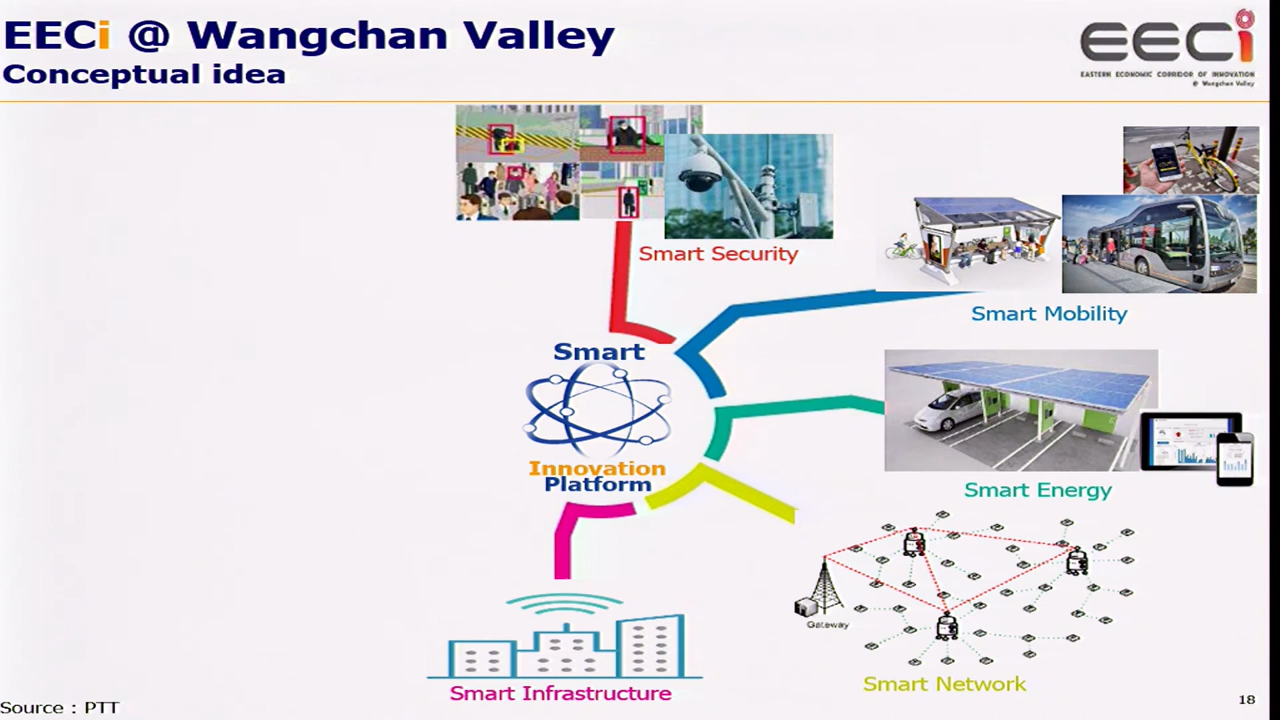 EECi @ Wangchan Valley
Conceptual idea
EECi
EASTERN ECONOMIC CORRIDOR OF INNOVATION
@ Wangchan Valley
Smart Security
Smart Mobility
Smart
Innovation
Platform
Smart Energy
Gateway
Smart Network
Smart Infrastructure
Source : PTT
18